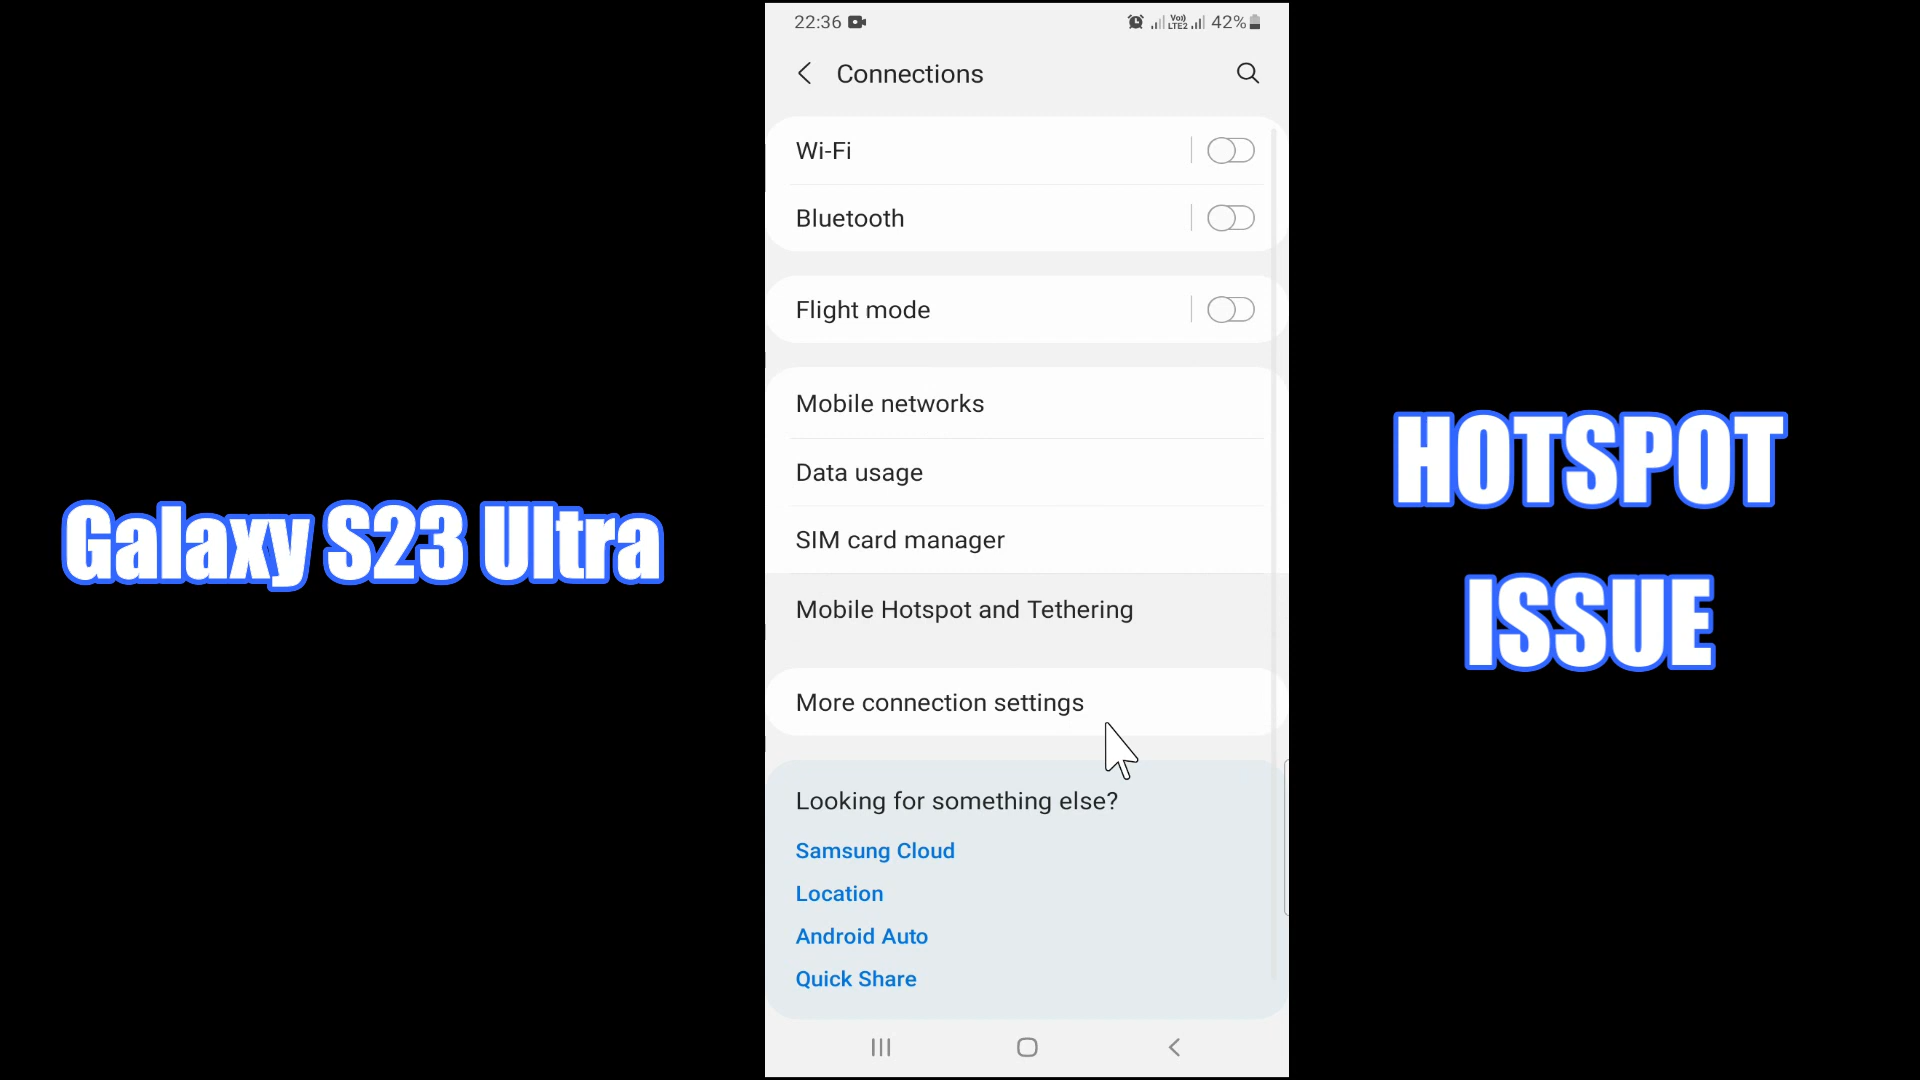 22:36
Vo))
LTE2
42%
Connections
Wi-Fi
Bluetooth
Flight mode
Mobile networks
Data usage
SIM card manager
Mobile Hotspot and Tethering
More connection settings
Looking for something else?
Samsung Cloud
Location
Android Auto
Quick Share
Galaxy S23 Ultra
HOTSPOT
ISSUE